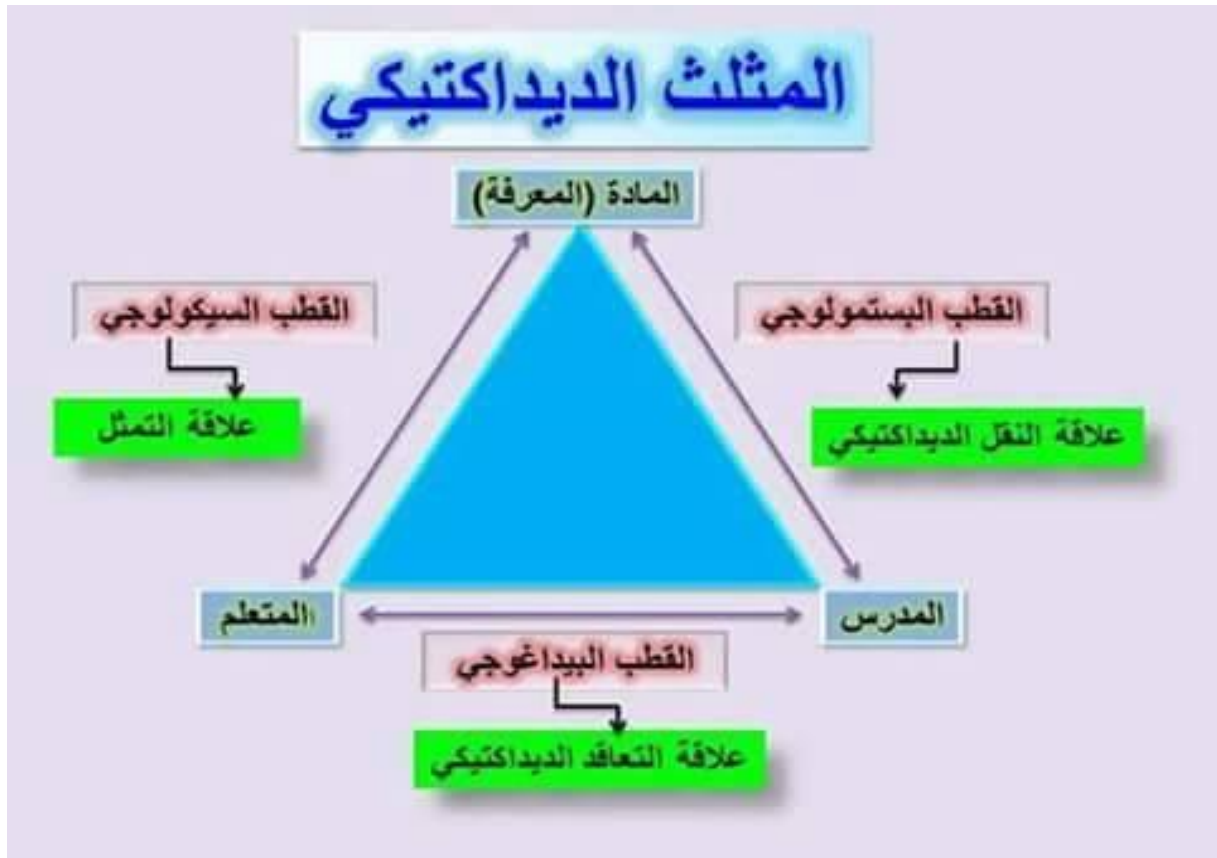 المثلث الديداكتيكي
المادة (المعرفة)
القطب البستمولوجي
القطب السيكولوجي
علاقة النقل الديداكتيكي
علاقة التمثل
المدرس
المتعلم
القطب البيداغوجي
علاقة التعاقد الديداكتيكي